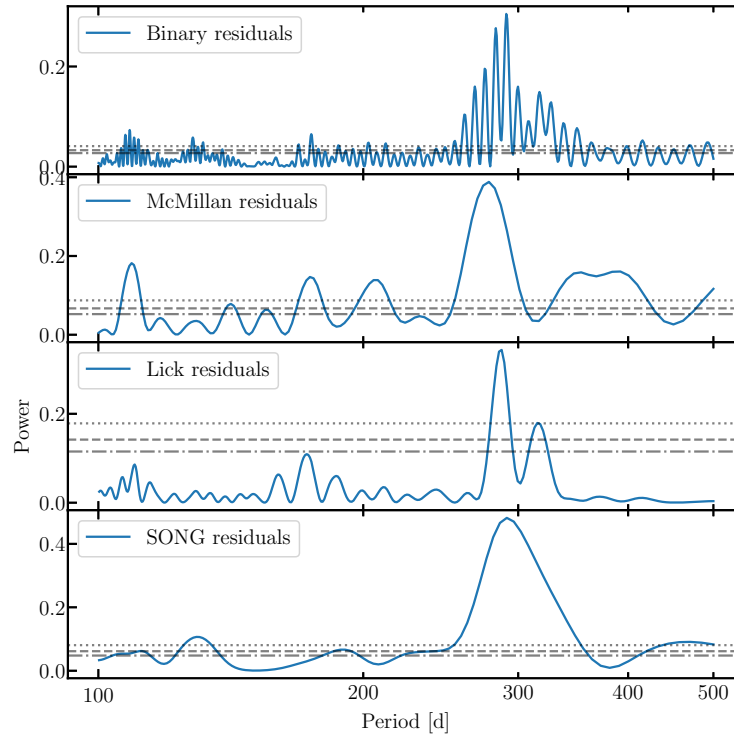 Binary residuals
0.2
0.0
McMillan residuals
0.4
0.2
0.0
Lick residuals
0.2
0.0
SONG residuals
0.4
0.2
0.0
Power
100
200
300
400
500
Period [d]